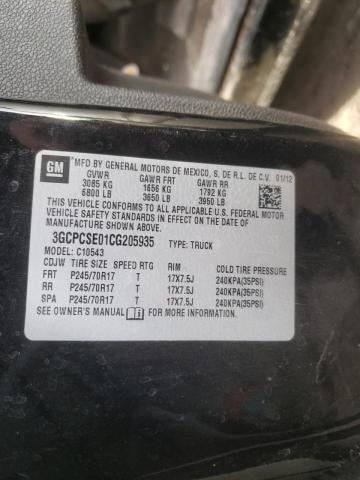 GM
MFD BY GENERAL MOTORS DE MEXICO, S. DE R.L. DE C.V. 01/12
GVWR GAWR FRT GAWR RR
3085 KG 1656 KG 1792 KG
6800 LB 3650 LB 3950 LB
THIS VEHICLE CONFORMS TO ALL APPLICABLE U.S. FEDERAL MOTOR
VEHICLE SAFETY STANDARDS IN EFFECT ON THE DATE OF
MANUFACTURE SHOWN ABOVE.
3GCPCSE01CG205935 TYPE: TRUCK
MODEL: C10543
CDJW TIRE SIZE SPEED RTG RIM COLD TIRE PRESSURE
FRT P245/70R17 T 17X7.5J 240KPA(35PSI)
RR P245/70R17 T 17X7.5J 240KPA(35PSI)
SPA P245/70R17 T 17X7.5J 240KPA(35PSI)
SEE OWNER'S MANUAL FOR MORE INFORMATION.